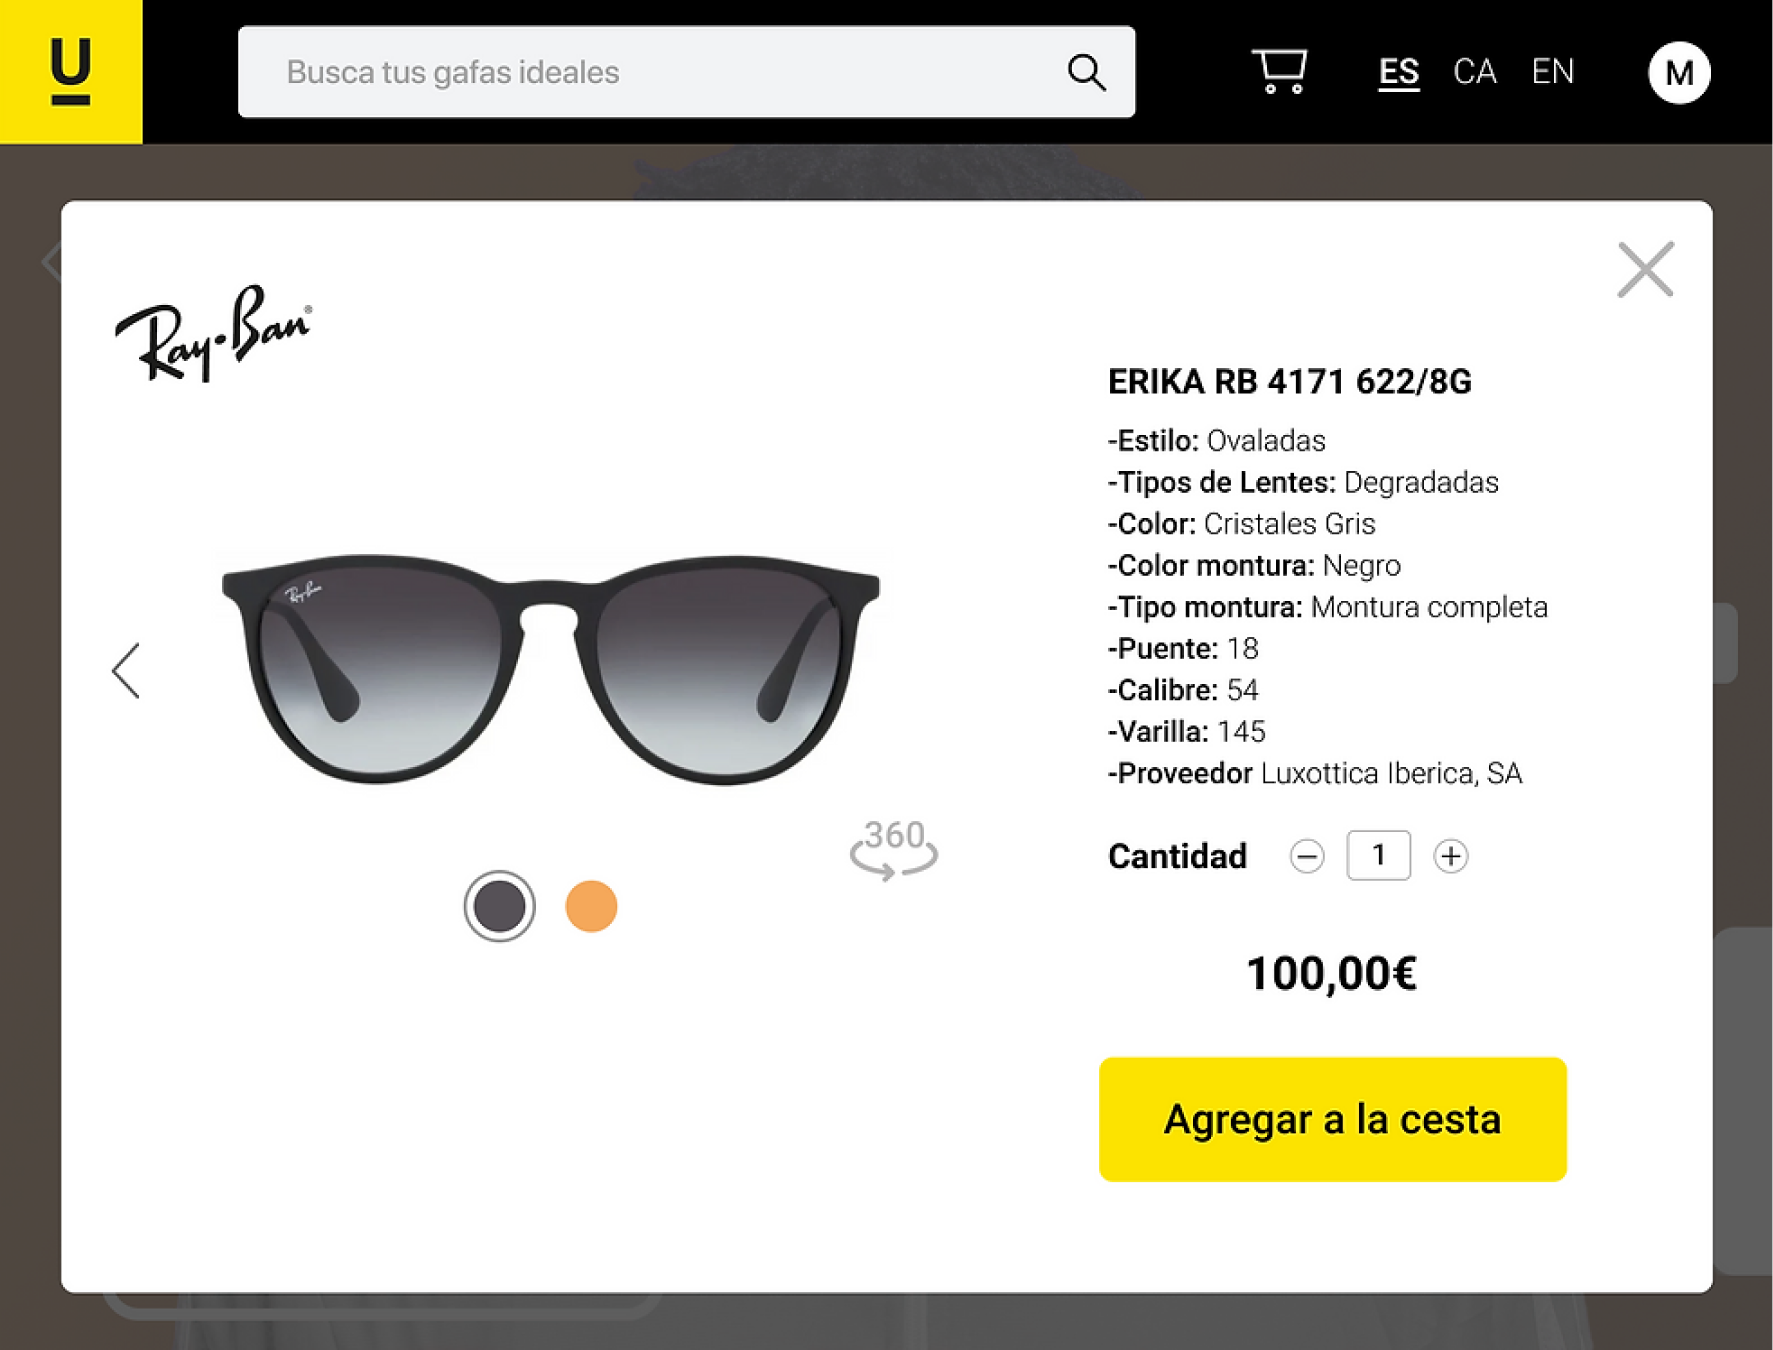 U
Busca tus gafas ideales
ES CA EN
M
Ray-Ban®
ERIKA RB 4171 622/8G
-Estilo: Ovaladas
-Tipos de Lentes: Degradadas
-Color: Cristales Gris
-Color montura: Negro
-Tipo montura: Montura completa
-Puente: 18
-Calibre: 54
-Varilla: 145
-Proveedor Luxottica Iberica, SA
Ray-Ban
360
Cantidad 1
100,00€
Agregar a la cesta